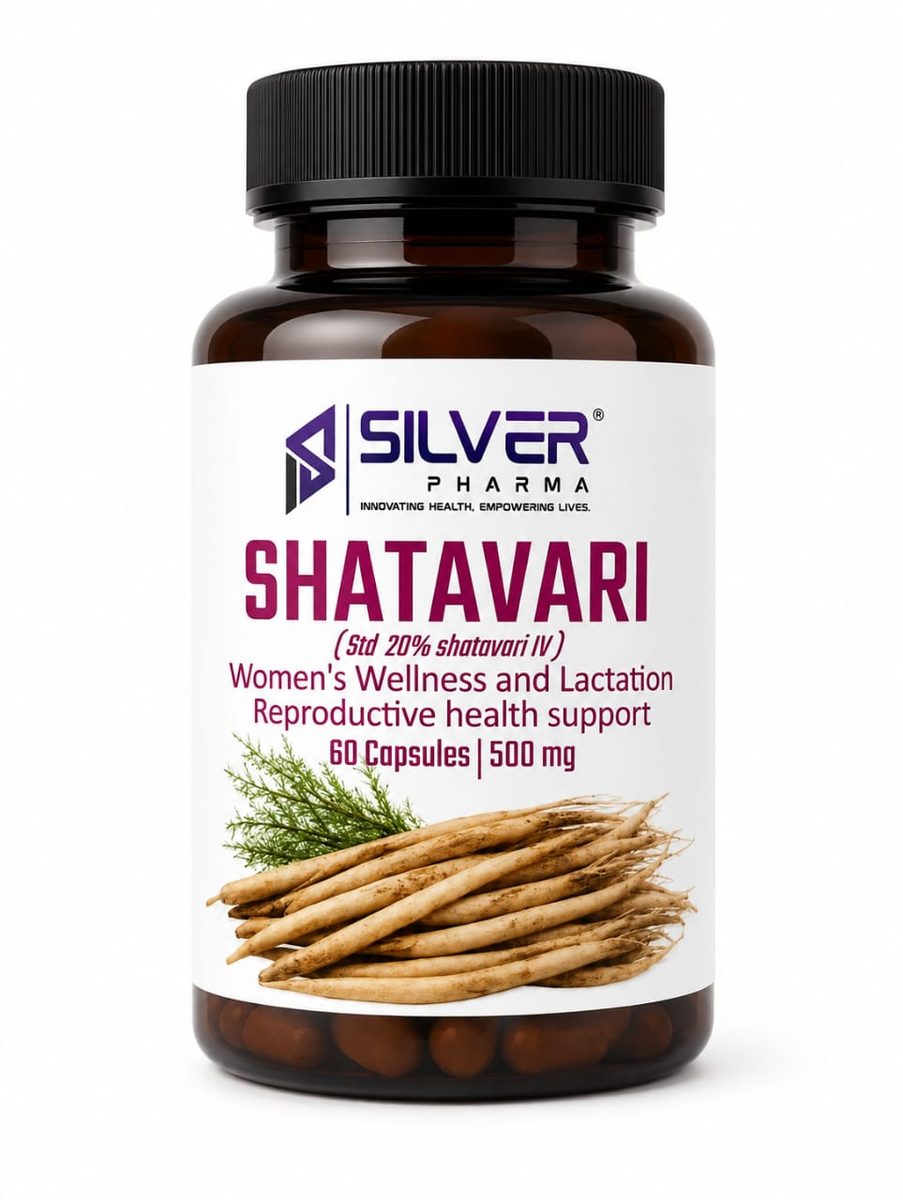 SILVER®
PHARMA
INNOVATING HEALTH, EMPOWERING LIVES.
SHATAVARI
(Std 20% shatavari IV)
Women's Wellness and Lactation
Reproductive health support
60 Capsules | 500 mg